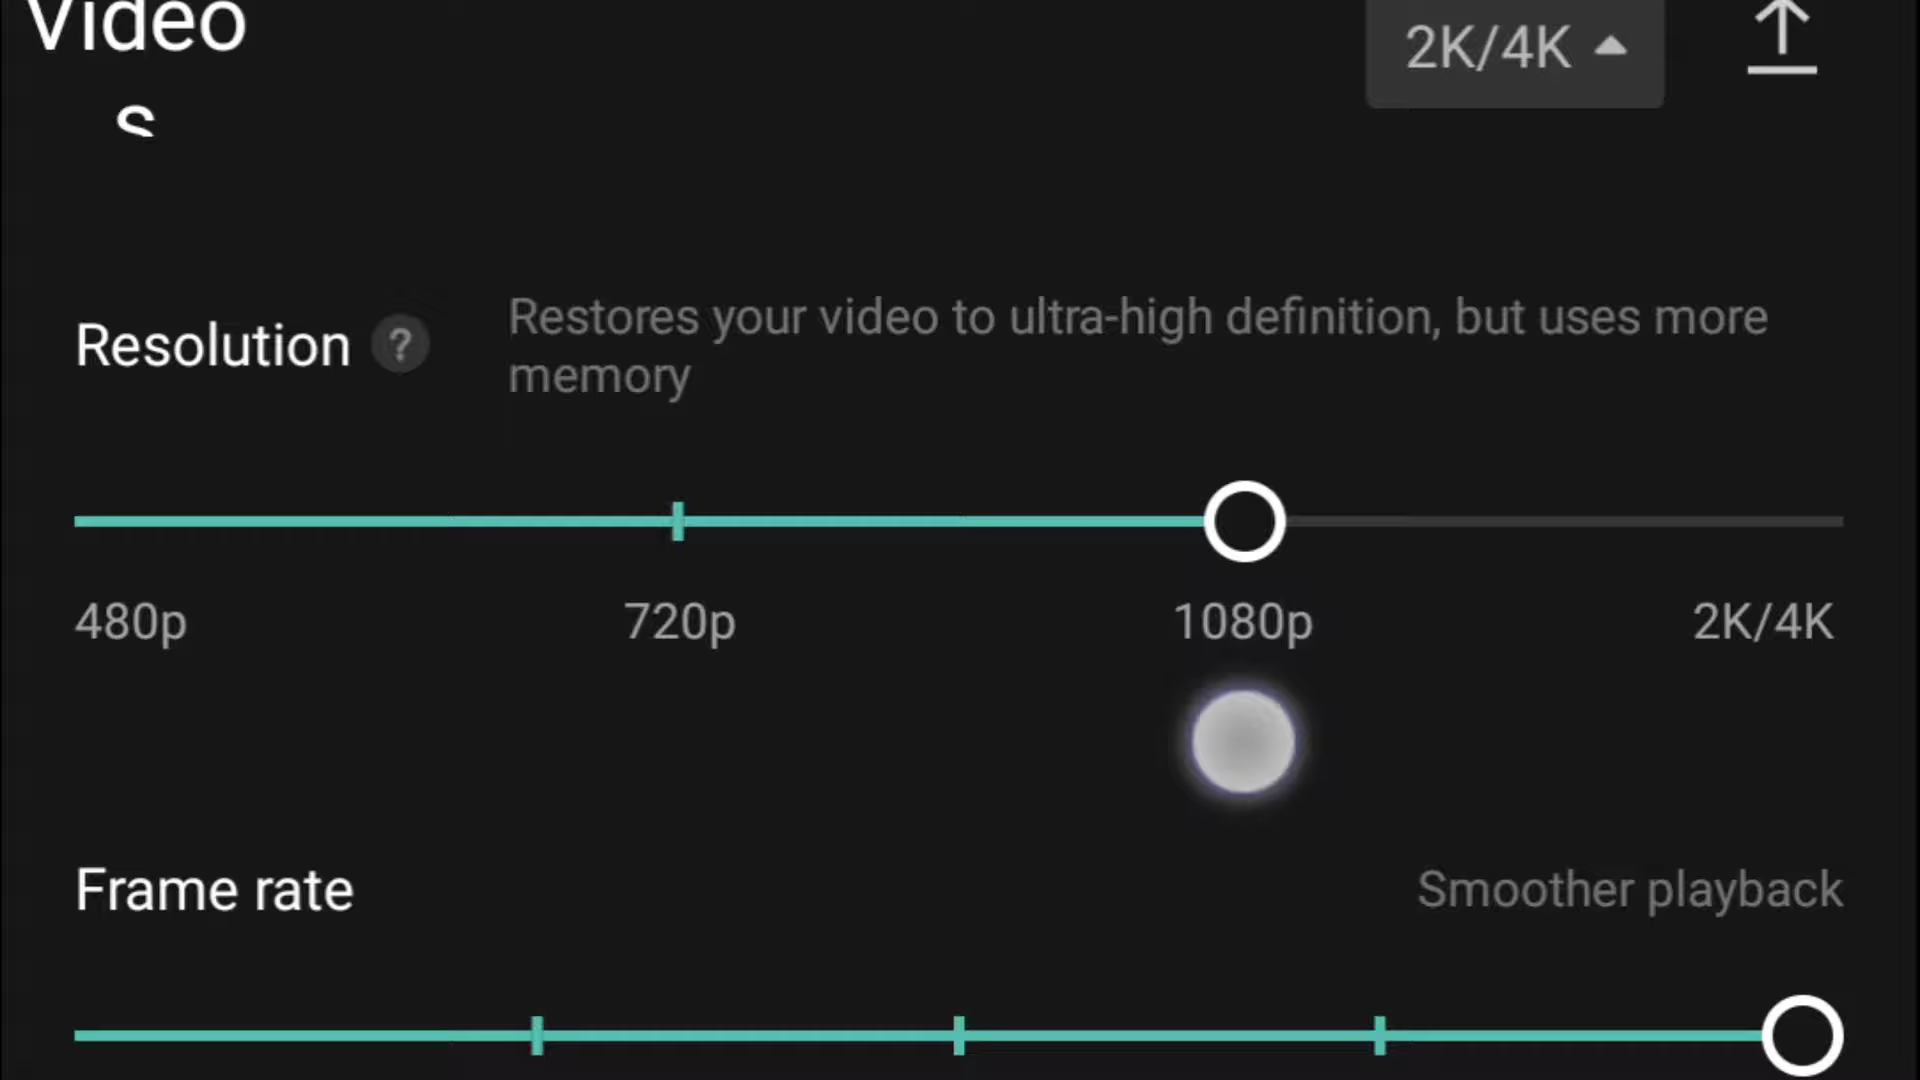 Video
2K/4K
S
Resolution ?
Restores your video to ultra-high definition, but uses more
memory
480p 720p 1080p 2K/4K
Frame rate
Smoother playback